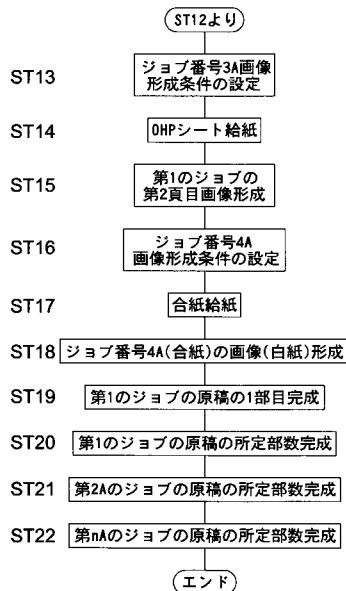 ST12より
ST13
ジョブ番号3A画像
形成条件の設定
ST14
OHPシート給紙
ST15
第1のジョブの
第2頁目画像形成
ST16
ジョブ番号4A
画像形成条件の設定
ST17
合紙給紙
ST18
ジョブ番号4A(合紙)の画像(白紙)形成
ST19
第1のジョブの原稿の1部目完成
ST20
第1のジョブの原稿の所定部数完成
ST21
第2Aのジョブの原稿の所定部数完成
ST22
第nAのジョブの原稿の所定部数完成
エンド